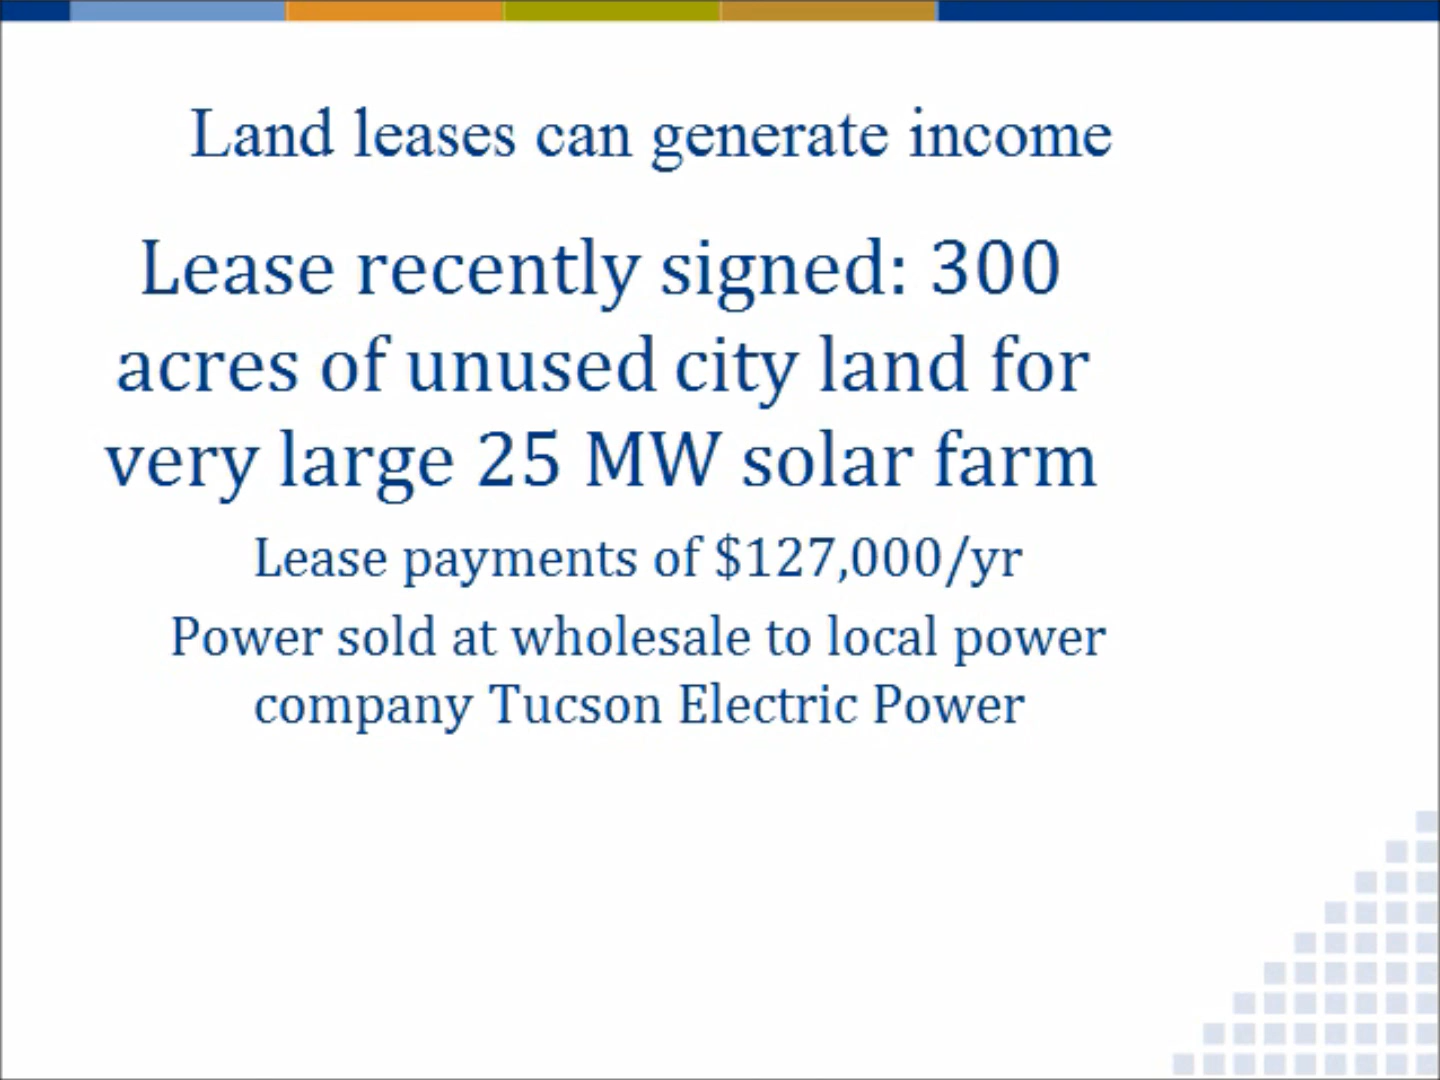 Land leases can generate income
Lease recently signed: 300
acres of unused city land for
very large 25 MW solar farm
Lease payments of $127,000/yr
Power sold at wholesale to local power
company Tucson Electric Power